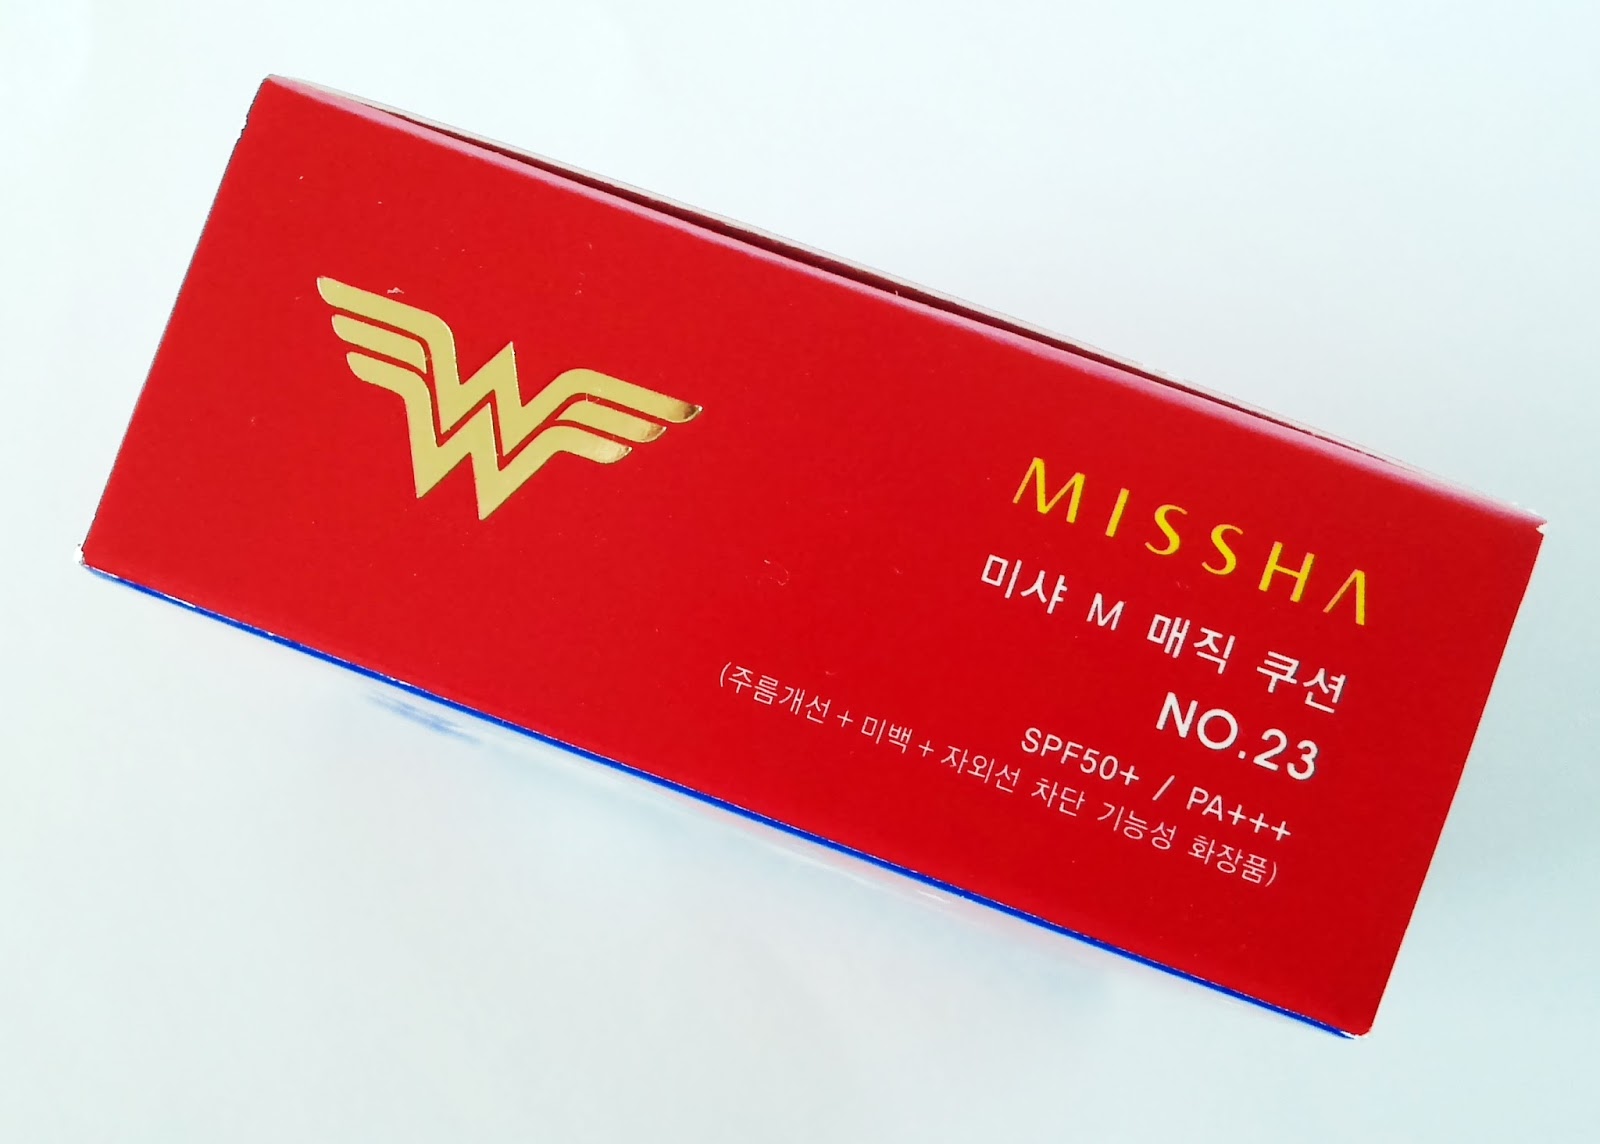 MISSHA
미샤 M 매직 쿠션
NO.23
SPF50+ / PA+++
(주름개선 + 미백 + 자외선 차단 기능성 화장품)